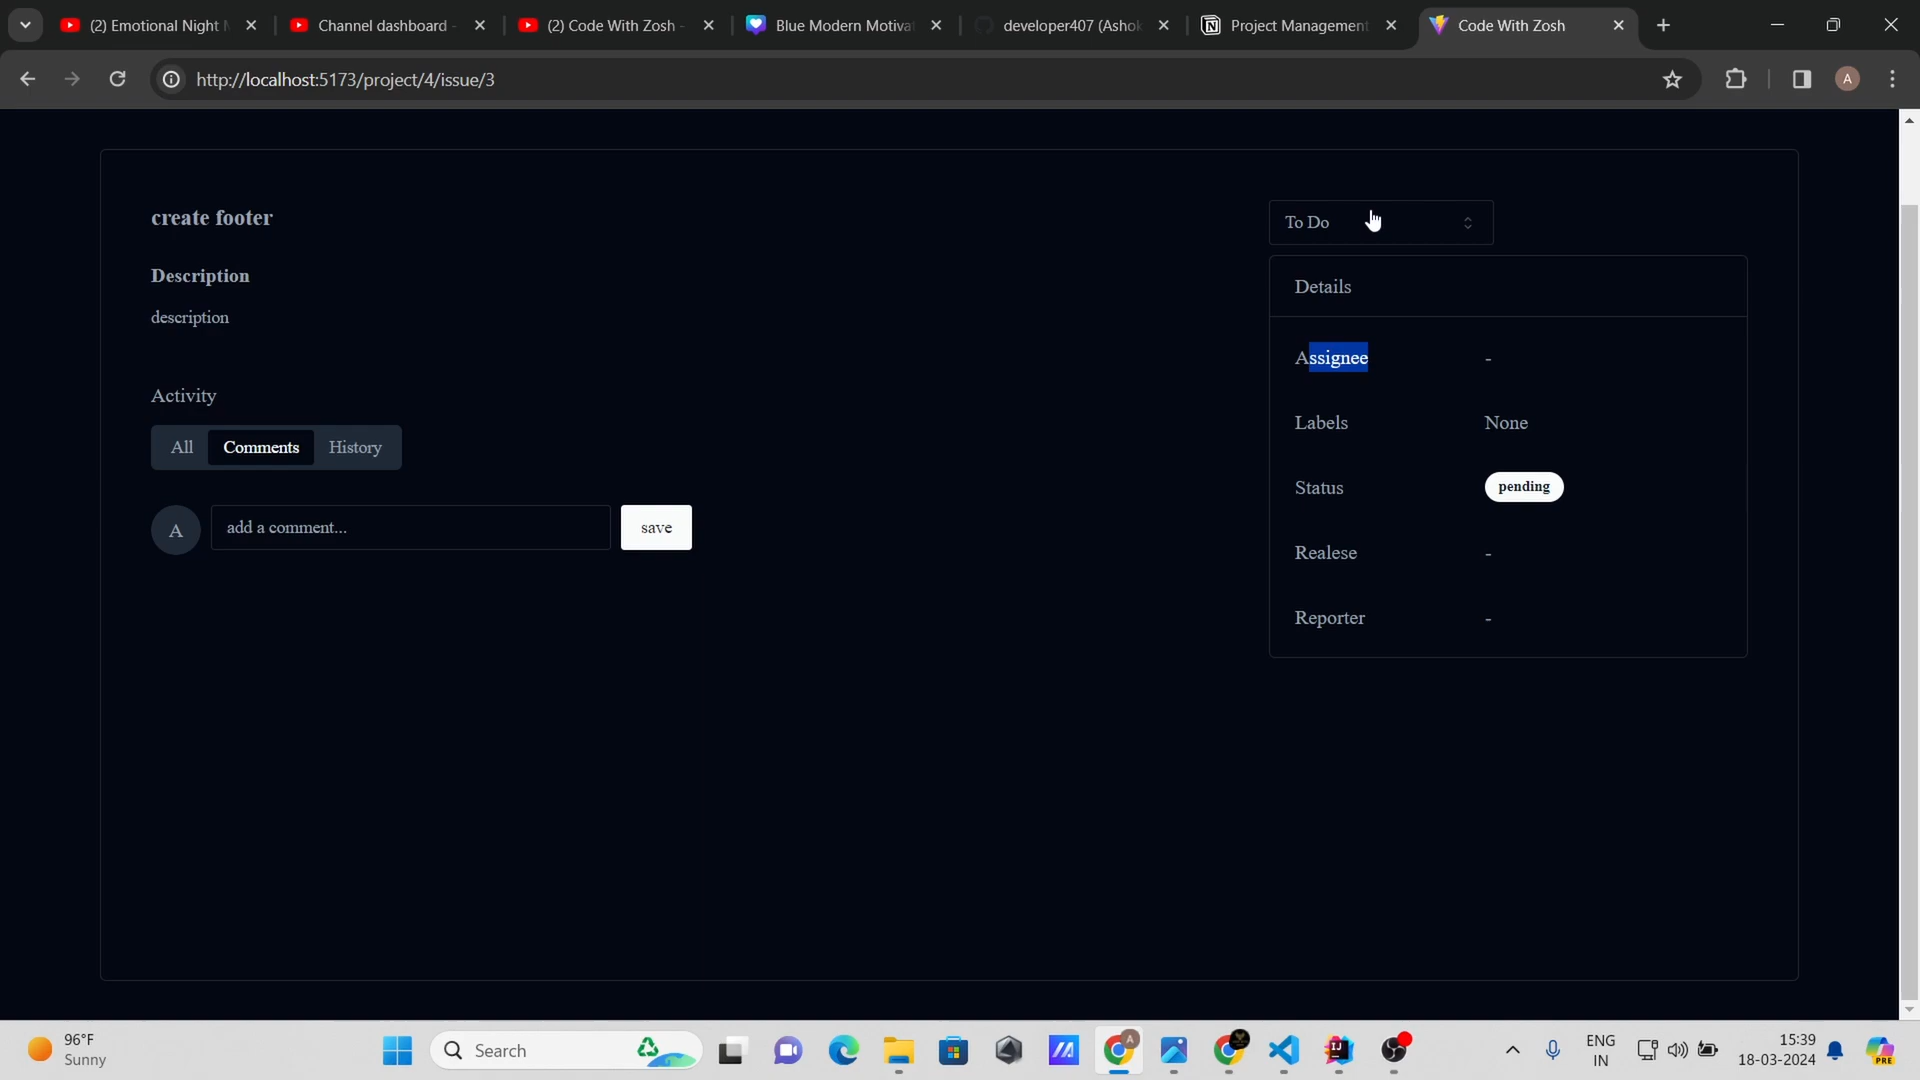 (2) Emotional Night
Channel dashboard -
(2) Code With Zosh -
Blue Modern Motiva
developer407 (Ashok
Project Management
Code With Zosh
http://localhost:5173/project/4/issue/3
A
create footer
To Do
Description
description
Details
Assignee -
Labels None
Status pending
Realese -
Reporter -
Activity
All Comments History
A
add a comment...
save
96°F
Sunny
Search
A
ENG
IN
15:39
18-03-2024
PRE